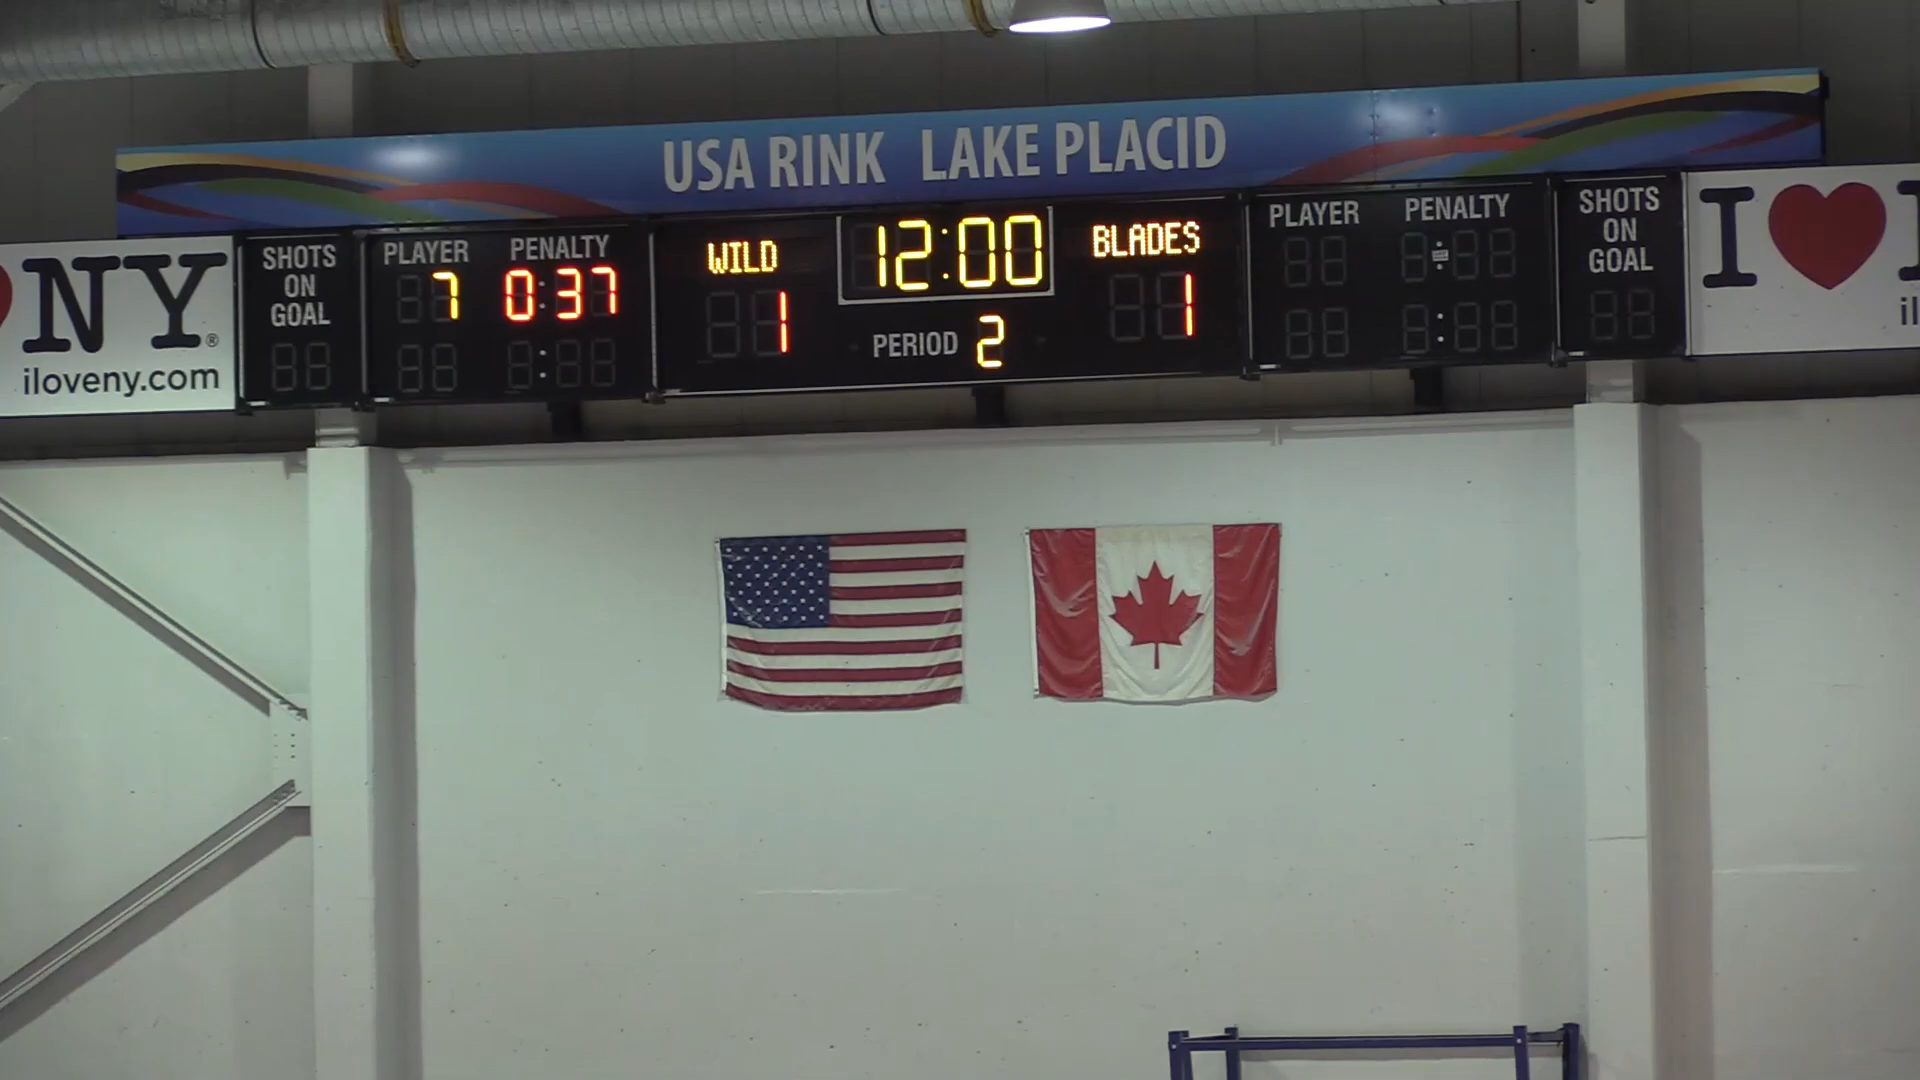 USA RINK LAKE PLACID
NY®
iloveny.com
SHOTS
ON
GOAL
PLAYER PENALTY
7 0:37
WILD 12:00 BLADES
1 1
PERIOD 2
PLAYER PENALTY
SHOTS
ON
GOAL
I ❤
il